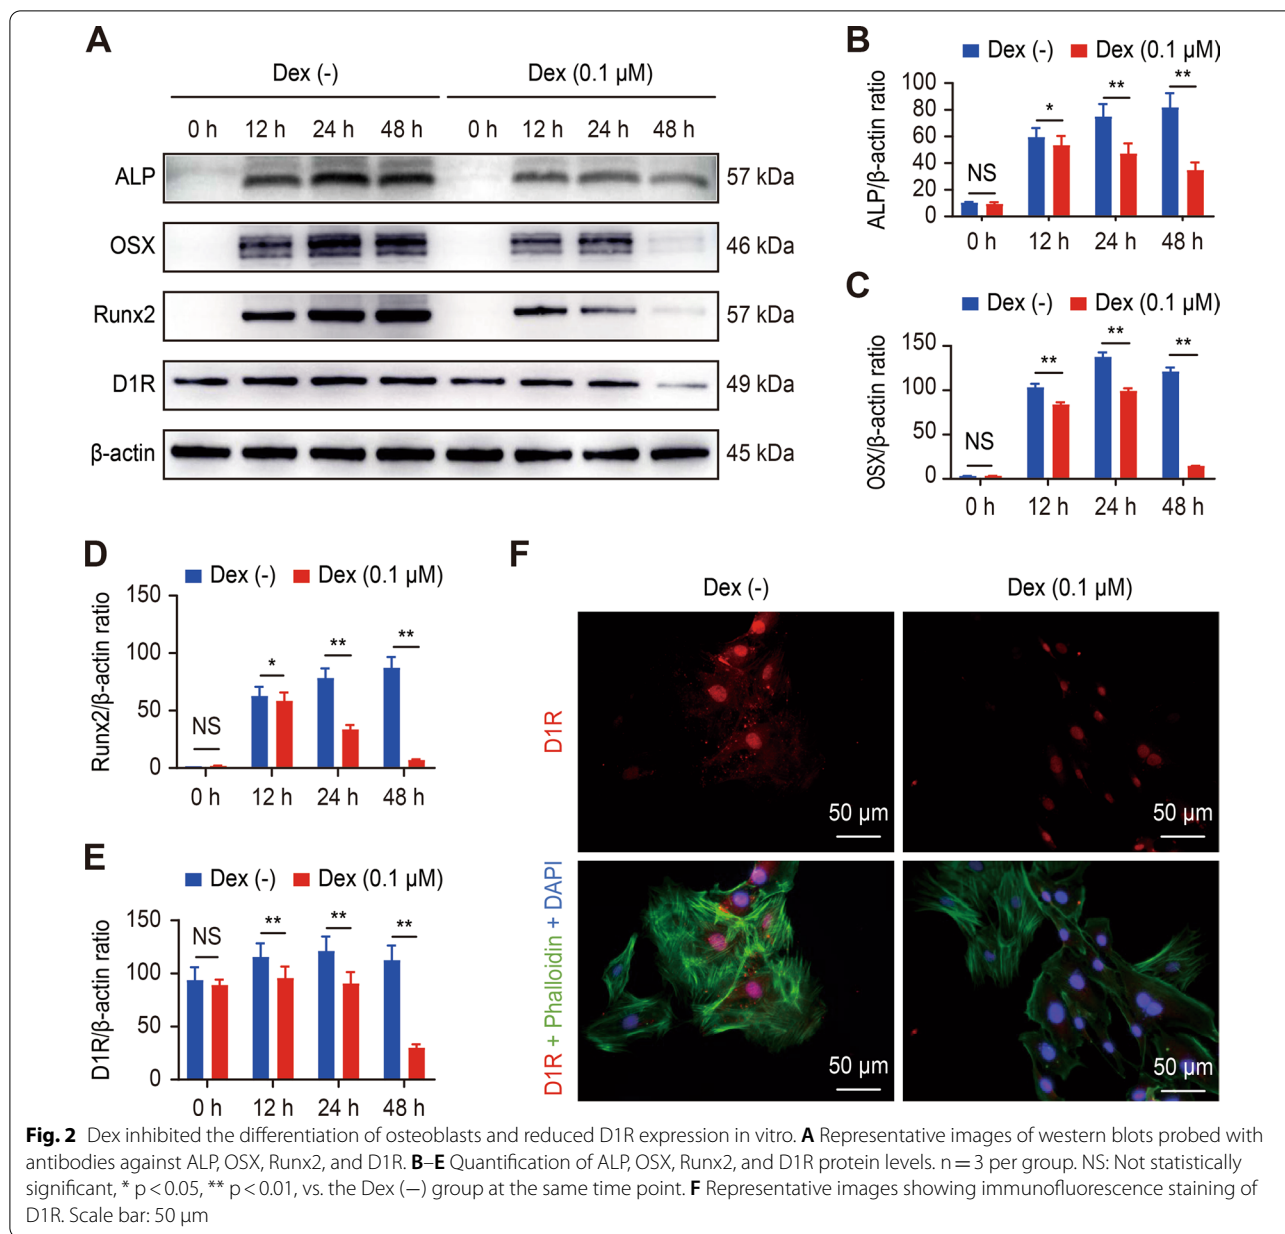 A
Dex (-)
Dex (0.1 µM)
0 h 12 h 24 h 48 h 0 h 12 h 24 h 48 h
ALP
57 kDa
OSX
46 kDa
Runx2
57 kDa
D1R
49 kDa
β-actin
45 kDa
B
Dex (-) Dex (0.1 µM)
ALP/β-actin ratio
100
80
60
40
20
0
NS
*
**
**
0 h 12 h 24 h 48 h
C
Dex (-) Dex (0.1 µM)
OSX/β-actin ratio
150
100
50
0
NS
**
**
**
0 h 12 h 24 h 48 h
D
Dex (-) Dex (0.1 µM)
Runx2/β-actin ratio
150
100
50
0
NS
*
**
**
0 h 12 h 24 h 48 h
E
Dex (-) Dex (0.1 µM)
D1R/β-actin ratio
150
100
50
0
NS
**
**
**
0 h 12 h 24 h 48 h
F
Dex (-)
Dex (0.1 µM)
D1R
50 µm
50 µm
D1R + Phalloidin + DAPI
50 µm
50 µm
Fig. 2 Dex inhibited the differentiation of osteoblasts and reduced D1R expression in vitro. A Representative images of western blots probed with
antibodies against ALP, OSX, Runx2, and D1R. B–E Quantification of ALP, OSX, Runx2, and D1R protein levels. n = 3 per group. NS: Not statistically
significant, * p < 0.05, ** p < 0.01, vs. the Dex (−) group at the same time point. F Representative images showing immunofluorescence staining of
D1R. Scale bar: 50 µm